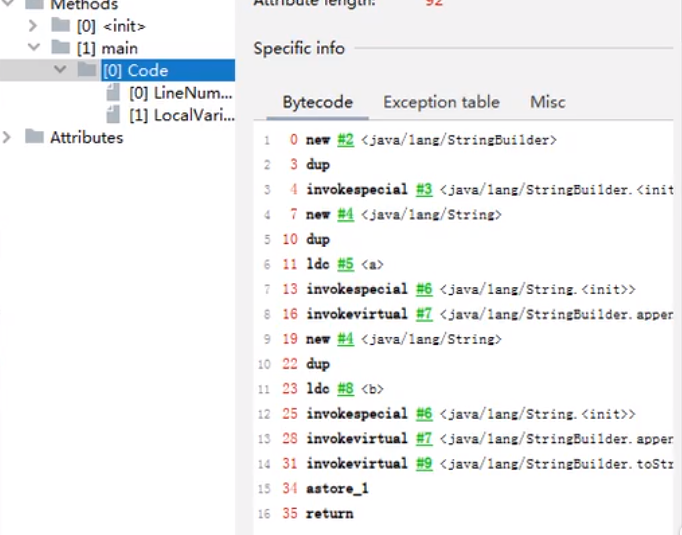 Methods
[0] <init>
[1] main
[0] Code
[0] LineNum...
[1] LocalVari...
Attributes
Attribute length: 92
Specific info
Bytecode Exception table Misc
1 0 new #2 <java/lang/StringBuilder>
2 3 dup
3 4 invokespecial #3 <java/lang/StringBuilder.<init
4 7 new #4 <java/lang/String>
5 10 dup
6 11 ldc #5 <a>
7 13 invokespecial #6 <java/lang/String.<init>>
8 16 invokevirtual #7 <java/lang/StringBuilder.appen
9 19 new #4 <java/lang/String>
10 22 dup
11 23 ldc #8 <b>
12 25 invokespecial #6 <java/lang/String.<init>>
13 28 invokevirtual #7 <java/lang/StringBuilder.appen
14 31 invokevirtual #9 <java/lang/StringBuilder.toStr
15 34 astore_1
16 35 return